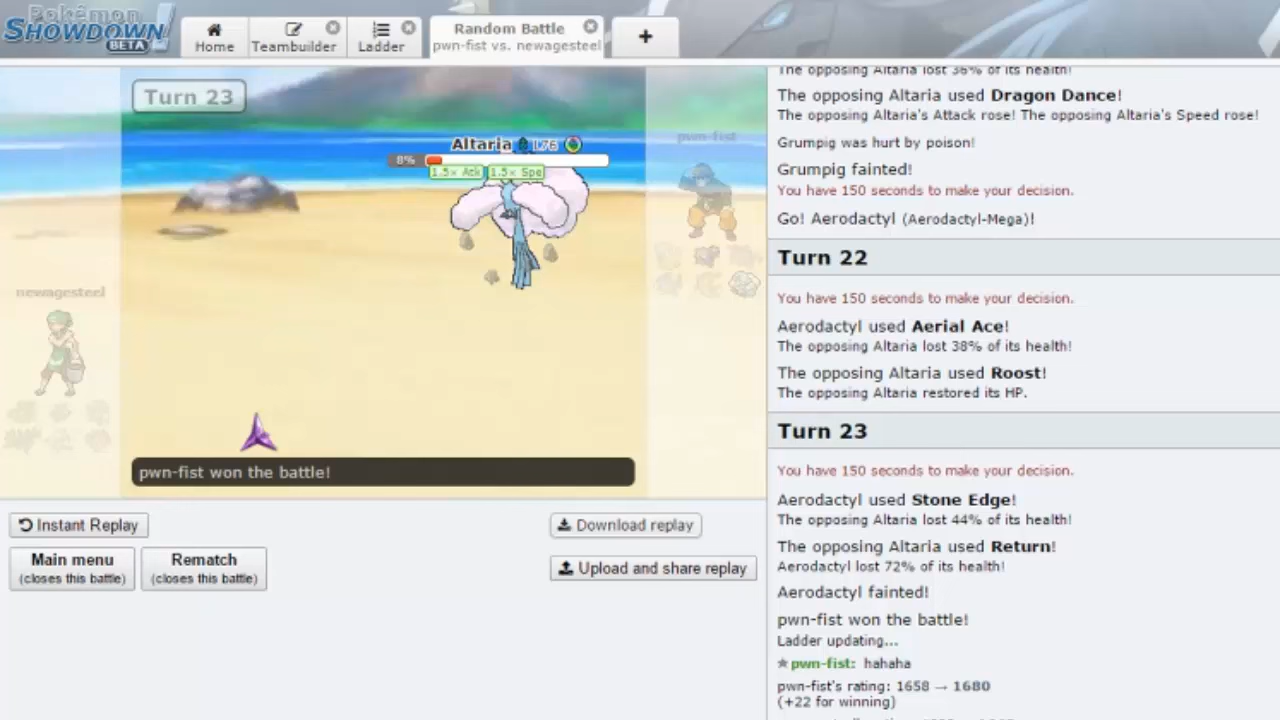 Pokémon
SHOWDOWN!
BETA
Home
Teambuilder
Ladder
Random Battle
pwn-fist vs. newagesteel
+
Turn 23
Altaria L76
8%
1.5× Atk 1.5× Spe
pwn-fist
newagesteel
pwn-fist won the battle!
Instant Replay
Download replay
Main menu
(closes this battle)
Rematch
(closes this battle)
Upload and share replay
The opposing Altaria lost 36% of its health!
The opposing Altaria used Dragon Dance!
The opposing Altaria's Attack rose! The opposing Altaria's Speed rose!
Grumpig was hurt by poison!
Grumpig fainted!
You have 150 seconds to make your decision.
Go! Aerodactyl (Aerodactyl-Mega)!
Turn 22
You have 150 seconds to make your decision.
Aerodactyl used Aerial Ace!
The opposing Altaria lost 38% of its health!
The opposing Altaria used Roost!
The opposing Altaria restored its HP.
Turn 23
You have 150 seconds to make your decision.
Aerodactyl used Stone Edge!
The opposing Altaria lost 44% of its health!
The opposing Altaria used Return!
Aerodactyl lost 72% of its health!
Aerodactyl fainted!
pwn-fist won the battle!
Ladder updating...
★pwn-fist: hahaha
pwn-fist's rating: 1658 → 1680
(+22 for winning)